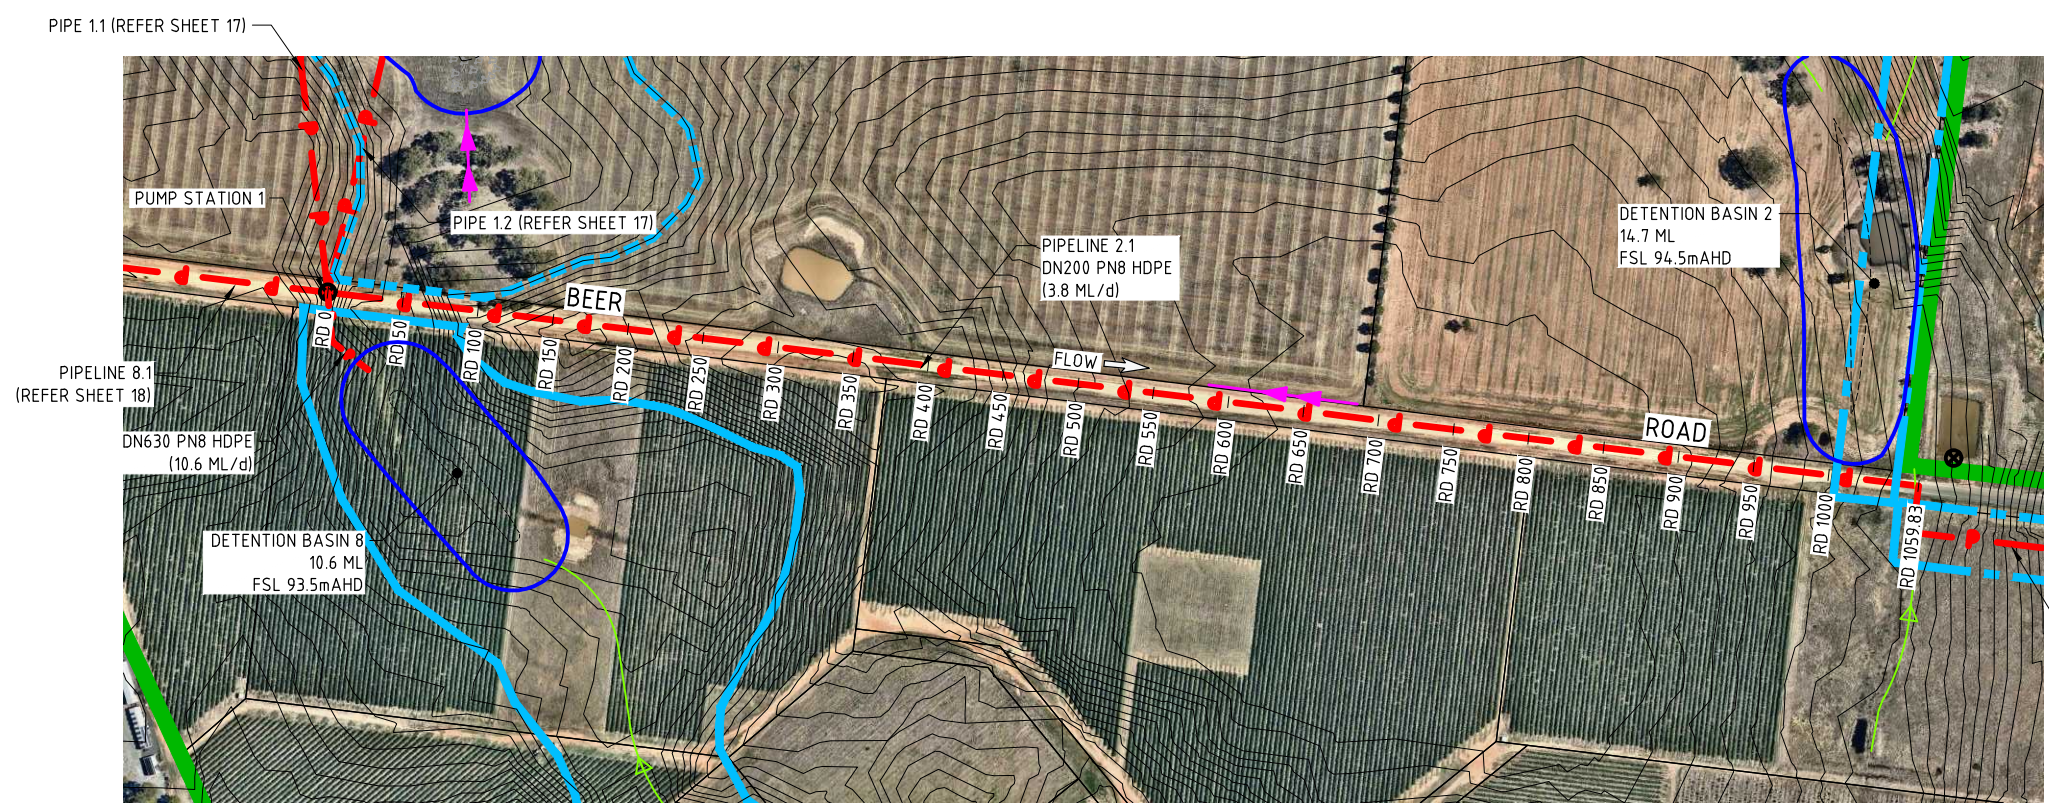 PIPE 1.1 (REFER SHEET 17)
PUMP STATION 1
PIPE 1.2 (REFER SHEET 17)
PIPELINE 2.1
DN200 PN8 HDPE
(3.8 ML/d)
DETENTION BASIN 2
14.7 ML
FSL 94.5mAHD
BEER
FLOW
ROAD
PIPELINE 8.1
(REFER SHEET 18)
DN630 PN8 HDPE
(10.6 ML/d)
DETENTION BASIN 8
10.6 ML
FSL 93.5mAHD
RD 0
RD 50
RD 100
RD 150
RD 200
RD 250
RD 300
RD 350
RD 400
RD 450
RD 500
RD 550
RD 600
RD 650
RD 700
RD 750
RD 800
RD 850
RD 900
RD 950
RD 1000
RD 1059.83